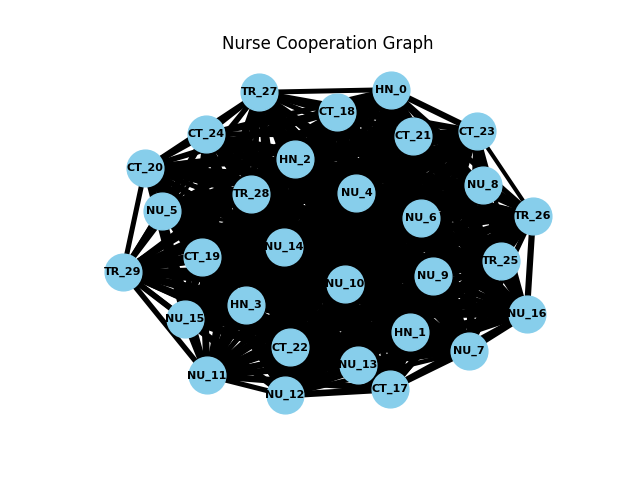 Nurse Cooperation Graph
TR_27
HN_0
CT_18
CT_24
CT_21
CT_23
HN_2
CT_20
TR_28
NU_4
NU_8
NU_5
NU_6
TR_26
NU_14
CT_19
TR_25
TR_29
NU_9
NU_10
HN_3
NU_15
NU_16
HN_1
CT_22
NU_7
NU_13
NU_11
CT_17
NU_12